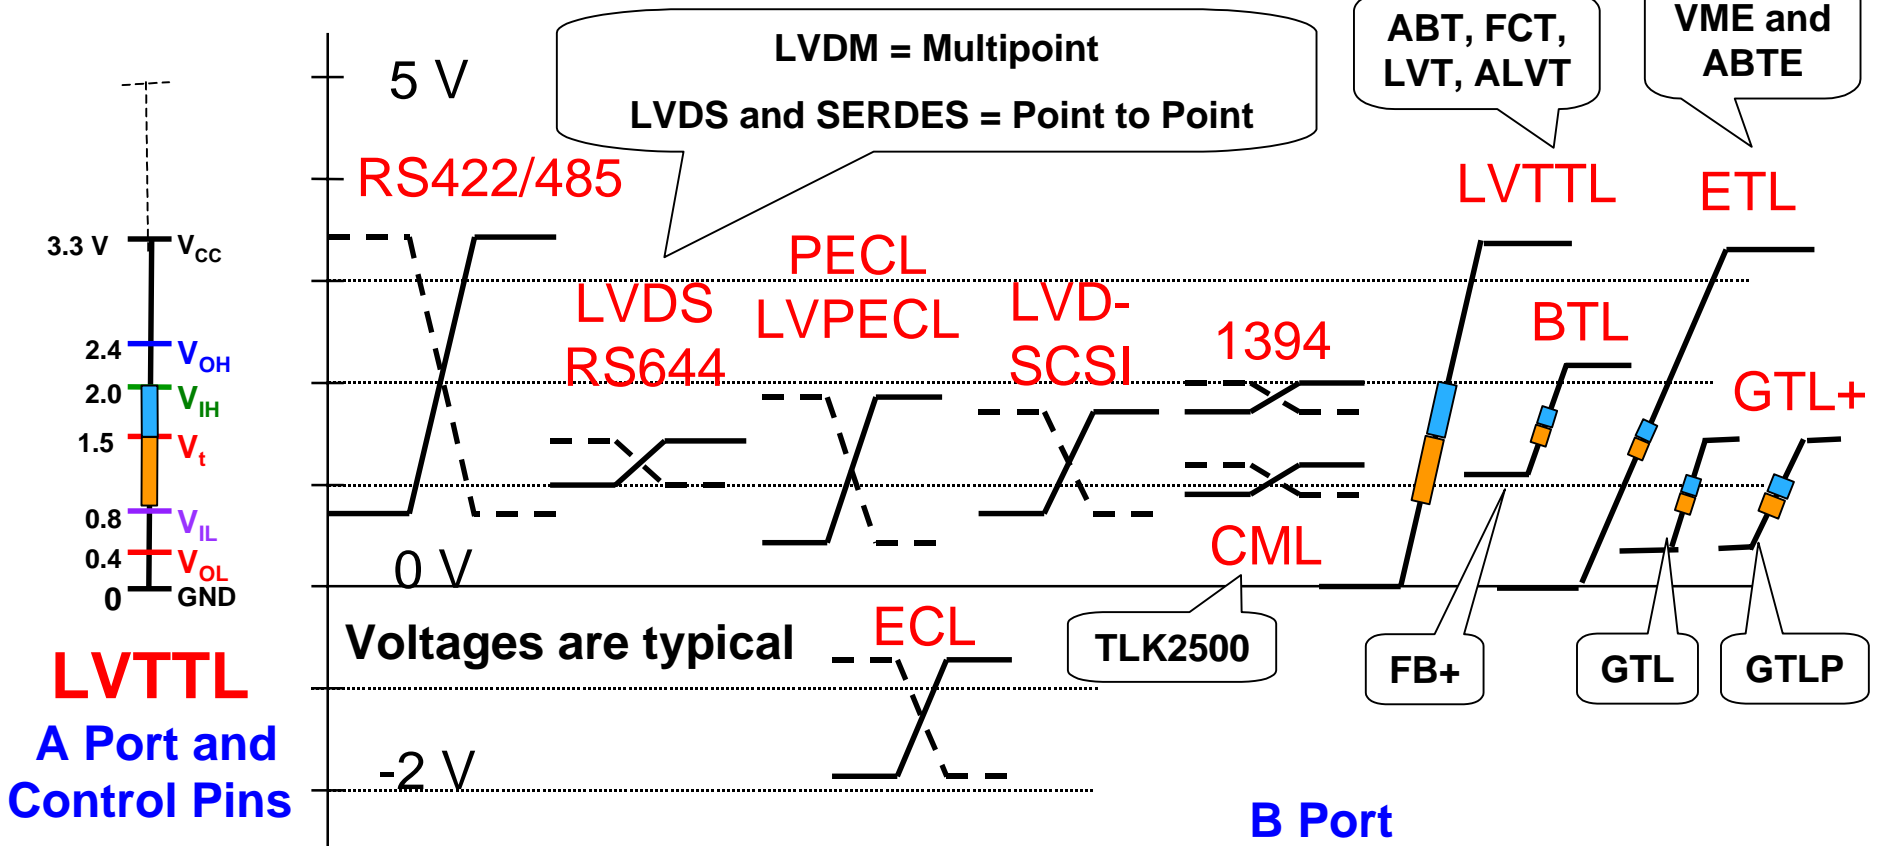 LVDM = Multipoint
LVDS and SERDES = Point to Point
ABT, FCT,
LVT, ALVT
VME and
ABTE
5 V
RS422/485
LVTTL
ETL
3.3 V
VCC
PECL
LVPECL
LVDS
RS644
LVD-
SCSI
1394
BTL
GTL+
2.4
VOH
2.0
VIH
1.5
Vt
0.8
VIL
0.4
VOL
0
GND
0 V
CML
TLK2500
FB+
GTL
GTLP
Voltages are typical
ECL
-2 V
LVTTL
A Port and
Control Pins
B Port